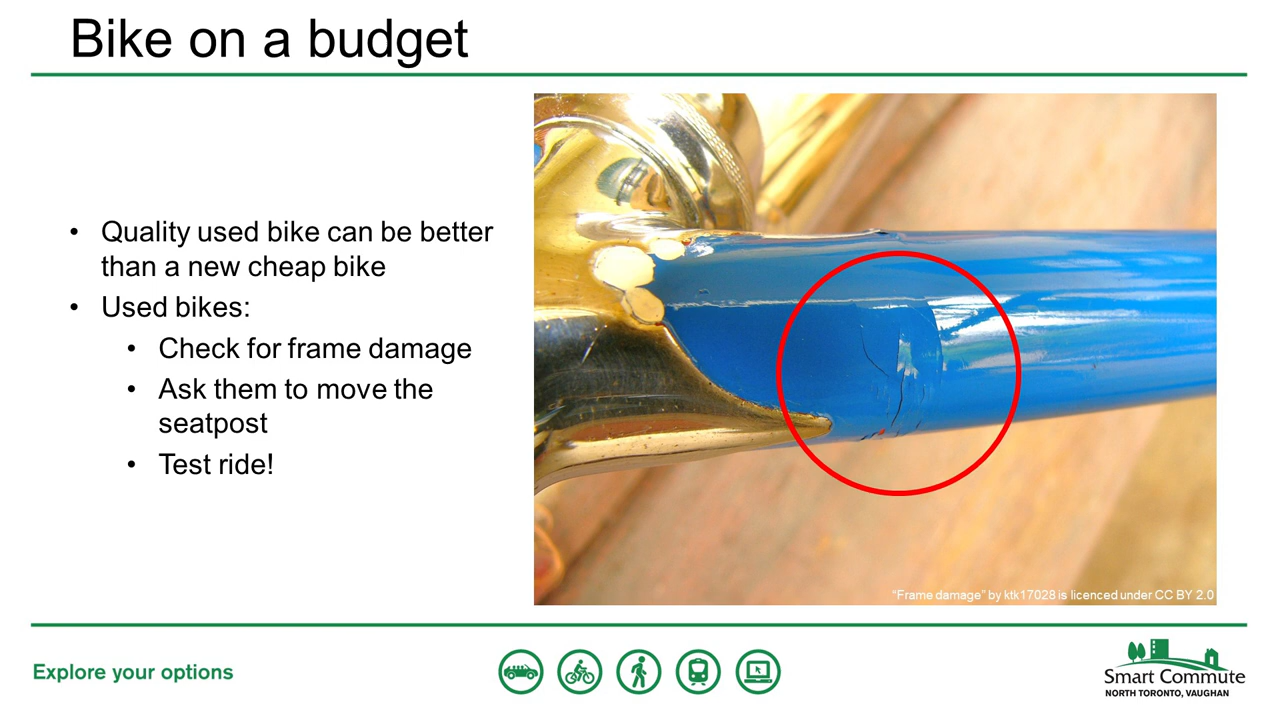 Bike on a budget
• Quality used bike can be better
than a new cheap bike
• Used bikes:
• Check for frame damage
• Ask them to move the
seatpost
• Test ride!
“Frame damage” by ktk17028 is licenced under CC BY 2.0
Explore your options
Smart Commute
NORTH TORONTO, VAUGHAN